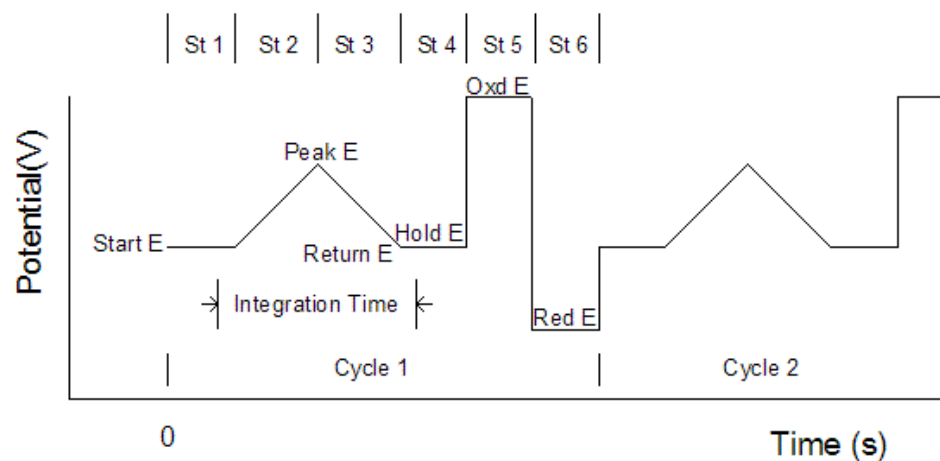 St 1 St 2 St 3 St 4 St 5 St 6
Oxd E
Peak E
Potential(V)
Start E
Hold E
Return E
Integration Time
Red E
Cycle 1 Cycle 2
0
Time (s)